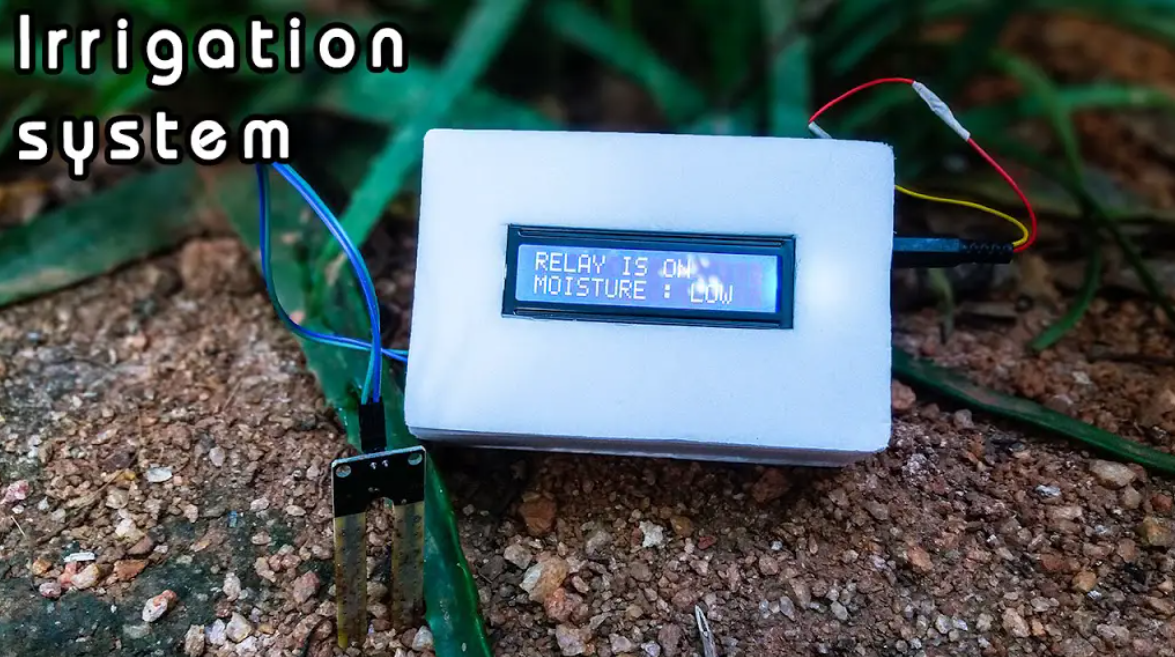 Irrigation
system
RELAY IS ON
MOISTURE : LOW